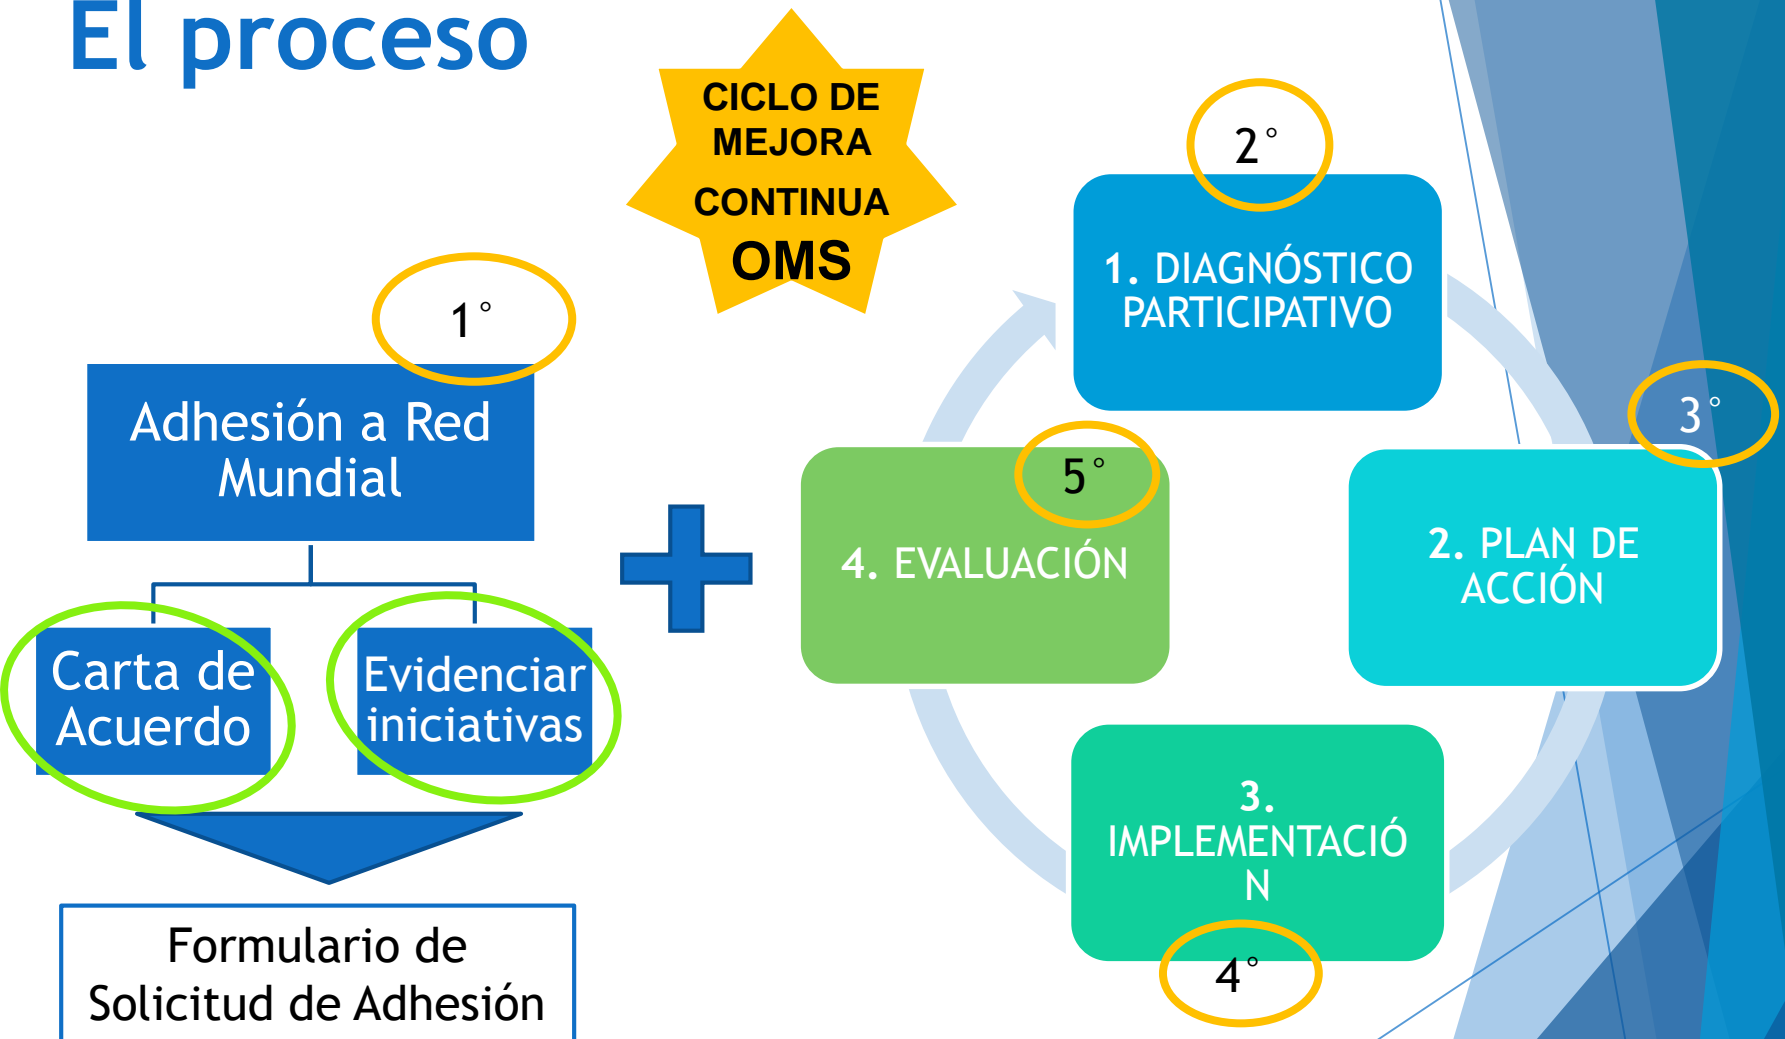 El proceso
CICLO DE
MEJORA
CONTINUA
OMS
1°
Adhesión a Red
Mundial
Carta de
Acuerdo
Evidenciar
iniciativas
Formulario de
Solicitud de Adhesión
2°
1. DIAGNÓSTICO
PARTICIPATIVO
3°
2. PLAN DE
ACCIÓN
3.
IMPLEMENTACIÓ
N
4°
5°
4. EVALUACIÓN